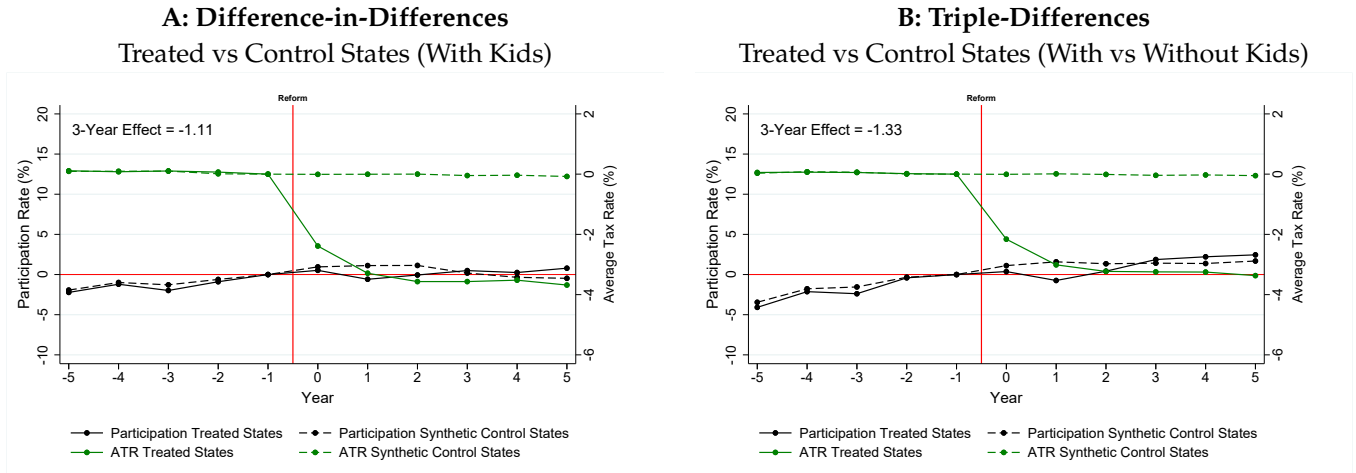 A: Difference-in-Differences
Treated vs Control States (With Kids)
Reform
3-Year Effect = -1.11
Participation Rate (%)
20
15
10
5
0
-5
-10
Average Tax Rate (%)
2
0
-2
-4
-6
-5 -4 -3 -2 -1 0 1 2 3 4 5
Year
Participation Treated States
Participation Synthetic Control States
ATR Treated States
ATR Synthetic Control States
B: Triple-Differences
Treated vs Control States (With vs Without Kids)
Reform
3-Year Effect = -1.33
Participation Rate (%)
20
15
10
5
0
-5
-10
Average Tax Rate (%)
2
0
-2
-4
-6
-5 -4 -3 -2 -1 0 1 2 3 4 5
Year
Participation Treated States
Participation Synthetic Control States
ATR Treated States
ATR Synthetic Control States